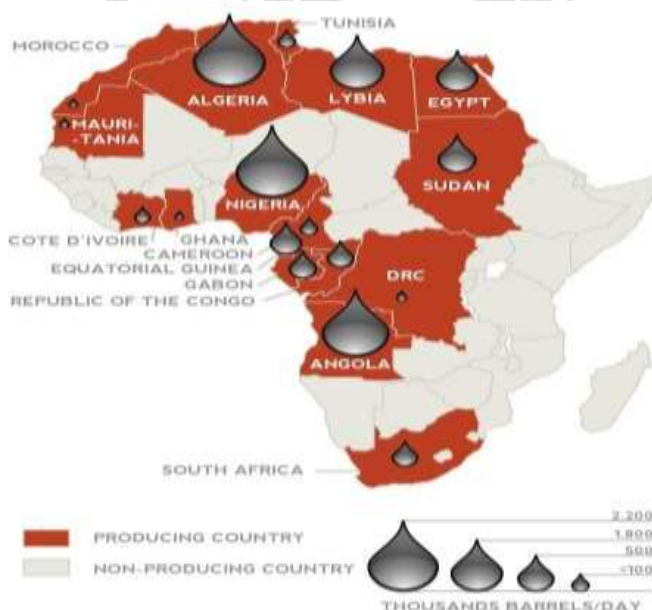 TUNISIA
MOROCCO
ALGERIA
LYBIA
EGYPT
MAURI-
-TANIA
SUDAN
NIGERIA
COTE D'IVOIRE
GHANA
CAMEROON
EQUATORIAL GUINEA
GABON
REPUBLIC OF THE CONGO
DRC
ANGOLA
SOUTH AFRICA
PRODUCING COUNTRY
NON-PRODUCING COUNTRY
2.200
1.800
500
<100
THOUSANDS BARRELS/DAY